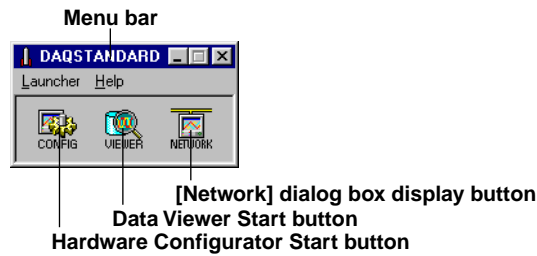 Menu bar
DAQSTANDARD
Launcher Help
CONFIG VIEWER NETWORK
[Network] dialog box display button
Data Viewer Start button
Hardware Configurator Start button